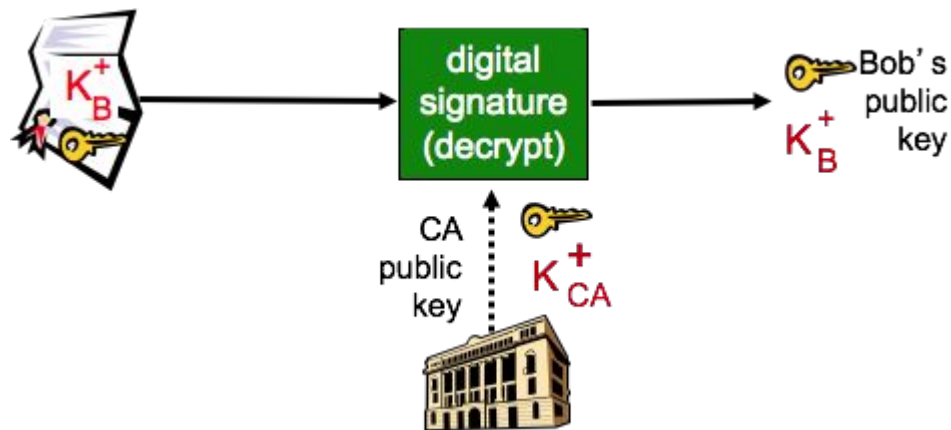 K+B
digital
signature
(decrypt)
Bob's
public
key
K+B
CA
public
key
K+CA